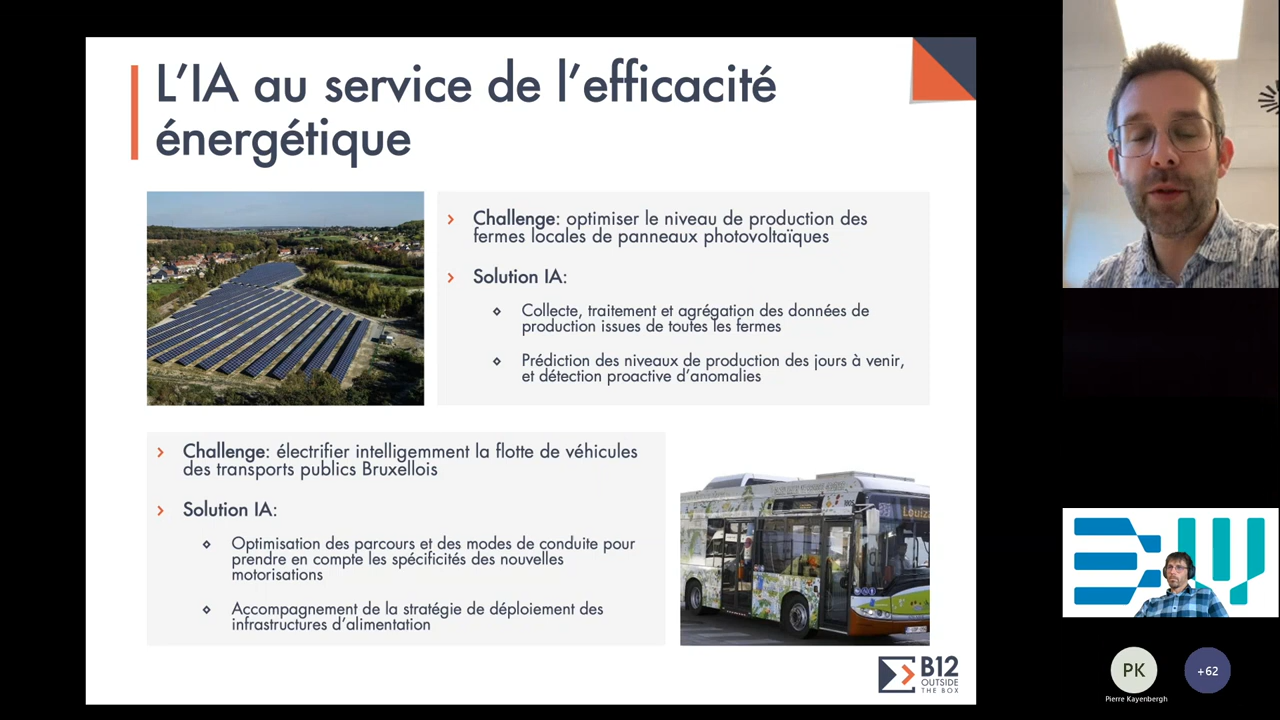 L’IA au service de l’efficacité
énergétique
Challenge: optimiser le niveau de production des
fermes locales de panneaux photovoltaïques
Solution IA:
Collecte, traitement et agrégation des données de
production issues de toutes les fermes
Prédiction des niveaux de production des jours à venir,
et détection proactive d’anomalies
Challenge: électrifier intelligemment la flotte de véhicules
des transports publics Bruxellois
Solution IA:
Optimisation des parcours et des modes de conduite pour
prendre en compte les spécificités des nouvelles
motorisations
Accompagnement de la stratégie de déploiement des
infrastructures d’alimentation
B12
OUTSIDE
THE BOX
PK
+62
Pierre Kayenbergh